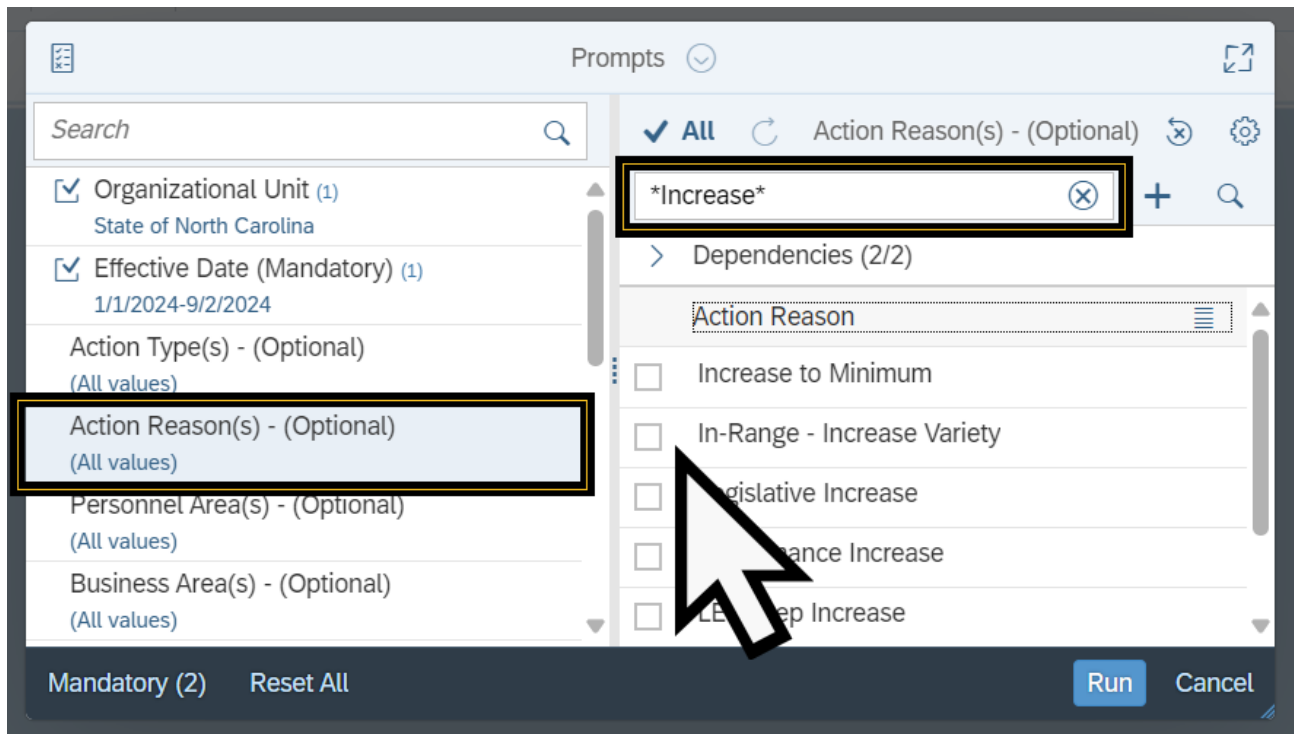 Prompts
Search
Organizational Unit (1)
State of North Carolina
Effective Date (Mandatory) (1)
1/1/2024-9/2/2024
Action Type(s) - (Optional)
(All values)
Action Reason(s) - (Optional)
(All values)
Personnel Area(s) - (Optional)
(All values)
Business Area(s) - (Optional)
(All values)
All
Action Reason(s) - (Optional)
*Increase*
Dependencies (2/2)
Action Reason
Increase to Minimum
In-Range - Increase Variety
Legislative Increase
Increase
Increase
Mandatory (2)
Reset All
Run
Cancel